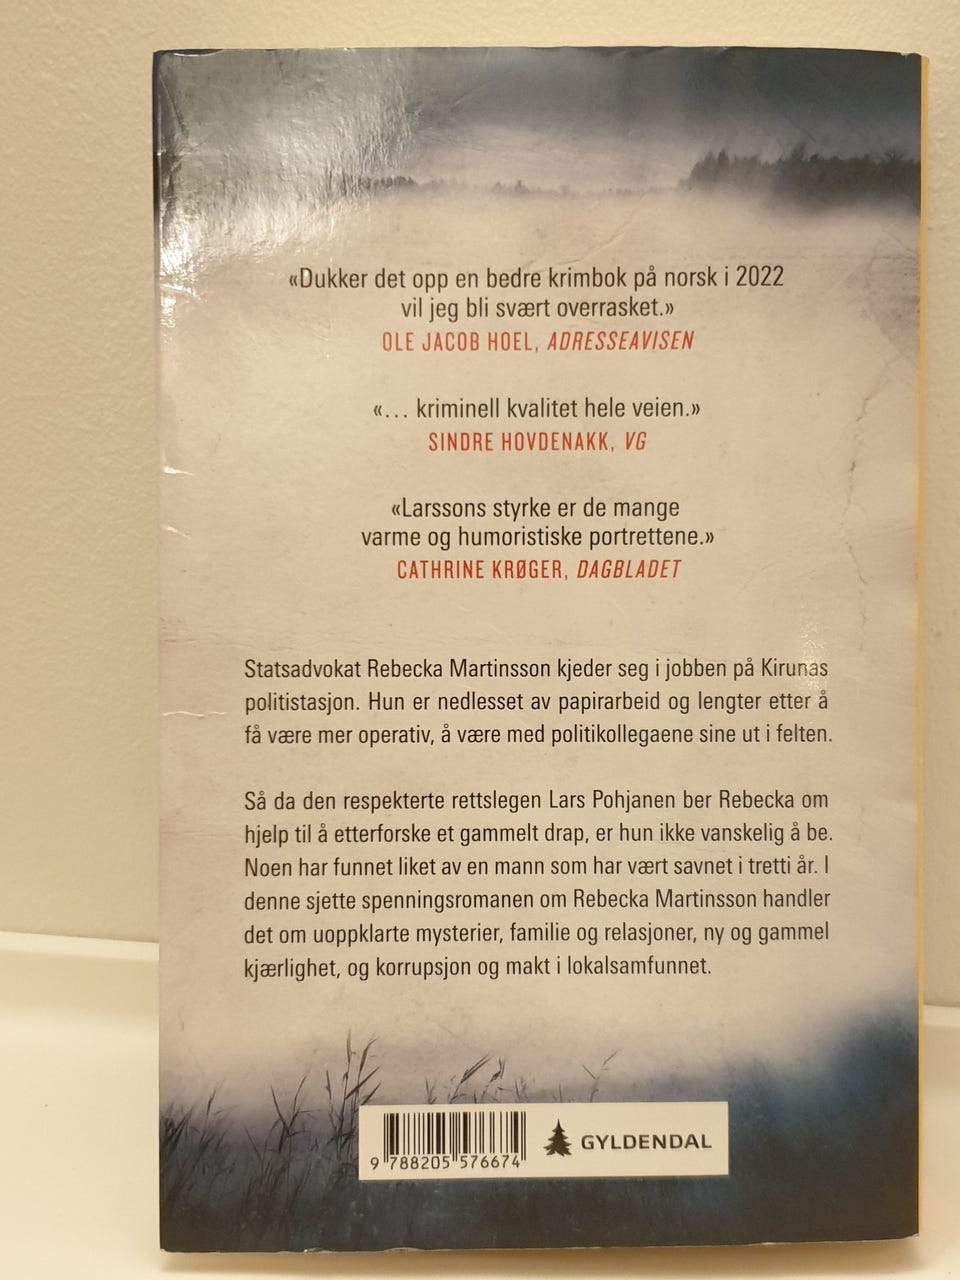 «Dukker det opp en bedre krimbok på norsk i 2022
vil jeg bli svært overrasket.»
OLE JACOB HOEL, ADRESSEAVISEN
«... kriminell kvalitet hele veien.»
SINDRE HOVDENAKK, VG
«Larssons styrke er de mange
varme og humoristiske portrettene.»
CATHRINE KRØGER, DAGBLADET
Statsadvokat Rebecka Martinsson kjeder seg i jobben på Kirunas
politistasjon. Hun er nedlesset av papirarbeid og lengter etter å
få være mer operativ, å være med politikollegaene sine ut i felten.
Så da den respekterte rettslegen Lars Pohjanen ber Rebecka om
hjelp til å etterforske et gammelt drap, er hun ikke vanskelig å be.
Noen har funnet liket av en mann som har vært savnet i tretti år. I
denne sjette spenningsromanen om Rebecka Martinsson handler
det om uoppklarte mysterier, familie og relasjoner, ny og gammel
kjærlighet, og korrupsjon og makt i lokalsamfunnet.
9 788205 576674
GYLDENDAL